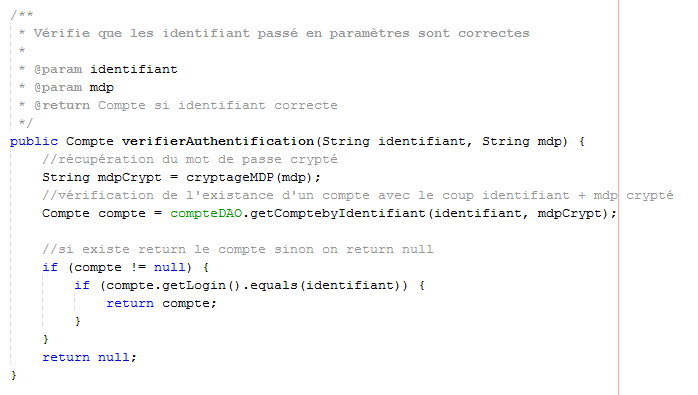 /**
 * Vérifie que les identifiant passé en paramètres sont correctes
 *
 * @param identifiant
 * @param mdp
 * @return Compte si identifiant correcte
 */
public Compte verifierAuthentification(String identifiant, String mdp) {
    //récupération du mot de passe crypté
    String mdpCrypt = cryptageMDP(mdp);
    //vérification de l'existance d'un compte avec le coup identifiant + mdp crypté
    Compte compte = compteDAO.getComptebyIdentifiant(identifiant, mdpCrypt);

    //si existe return le compte sinon on return null
    if (compte != null) {
        if (compte.getLogin().equals(identifiant)) {
            return compte;
        }
    }
    return null;
}